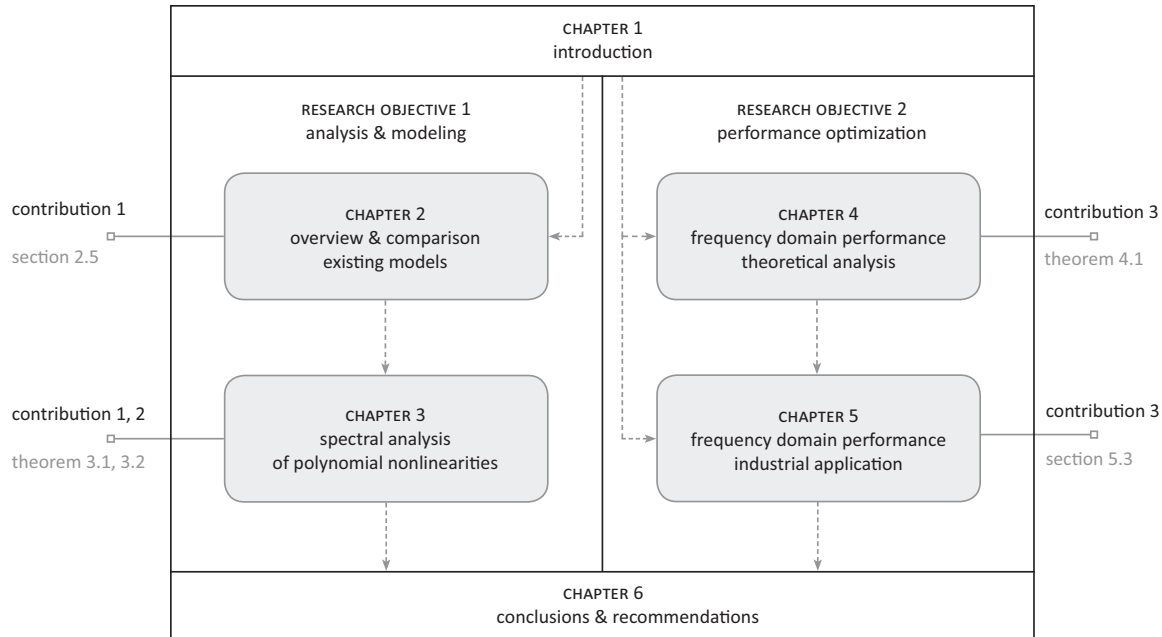 CHAPTER 1
introduction
RESEARCH OBJECTIVE 1
analysis & modeling
RESEARCH OBJECTIVE 2
performance optimization
contribution 1
section 2.5
CHAPTER 2
overview & comparison
existing models
CHAPTER 4
frequency domain performance
theoretical analysis
contribution 3
theorem 4.1
contribution 1, 2
theorem 3.1, 3.2
CHAPTER 3
spectral analysis
of polynomial nonlinearities
CHAPTER 5
frequency domain performance
industrial application
contribution 3
section 5.3
CHAPTER 6
conclusions & recommendations